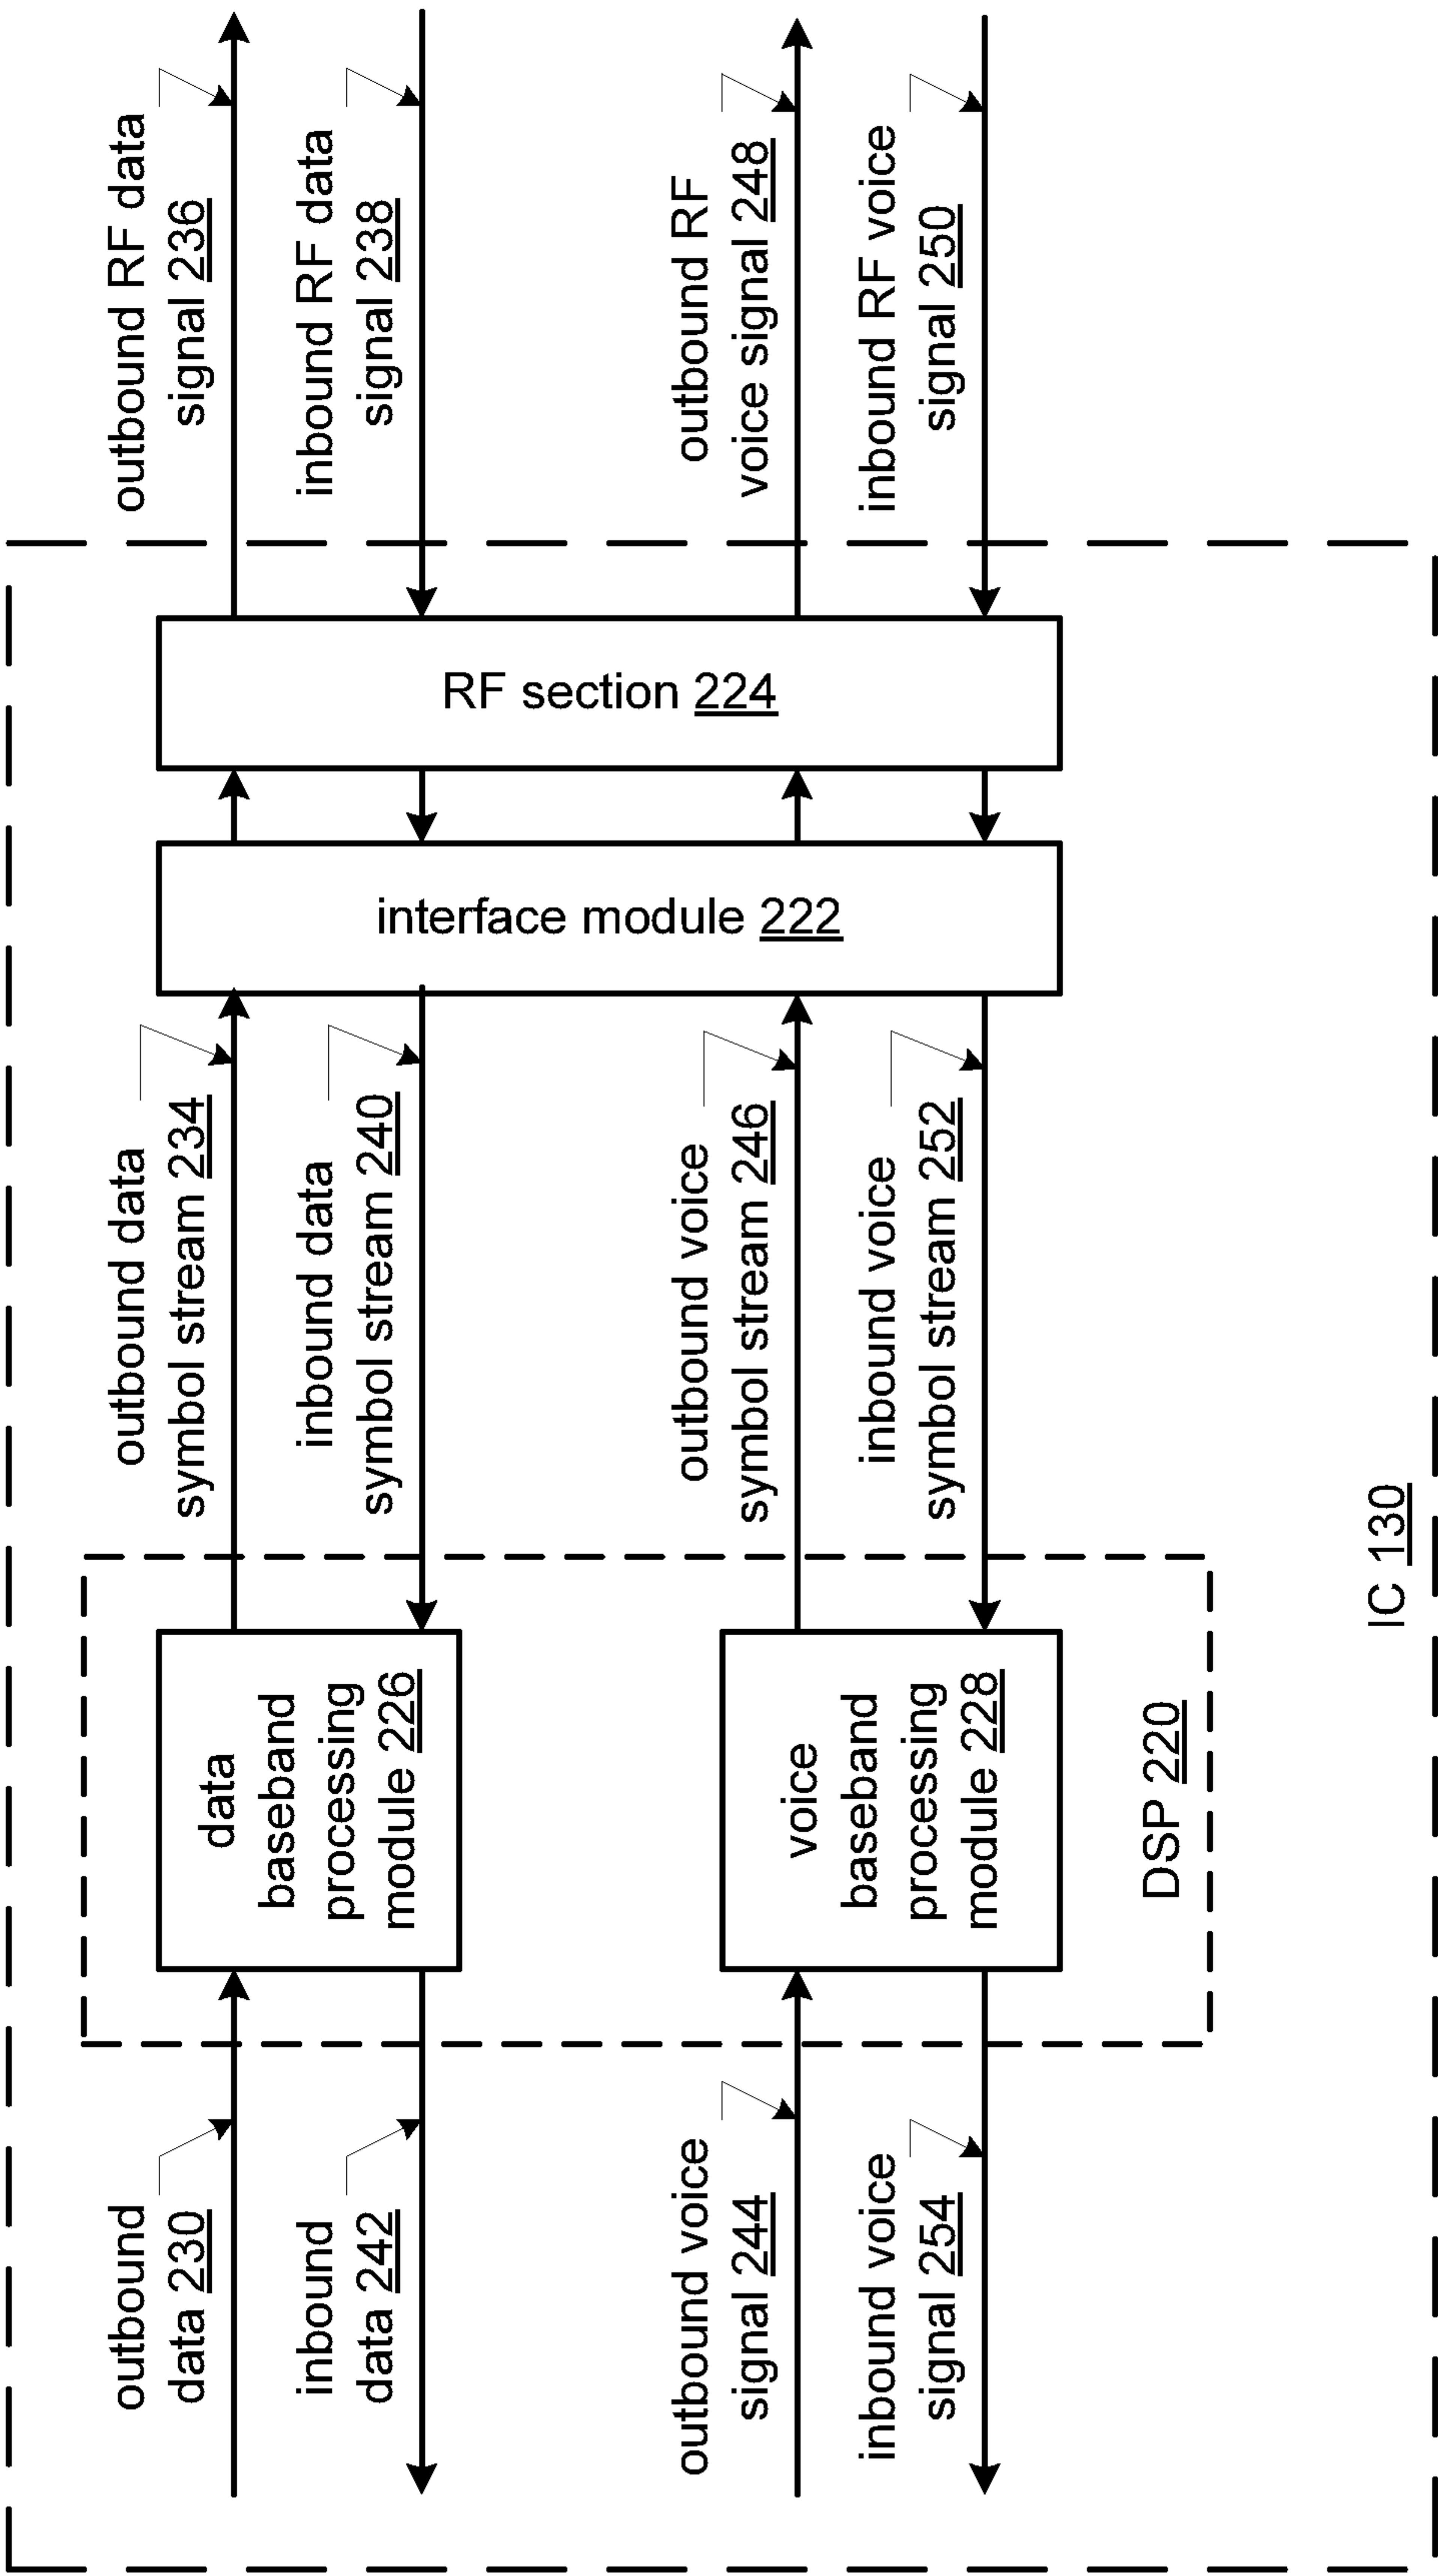 outbound
data 230
inbound
data 242
outbound voice
signal 244
inbound voice
signal 254
data
baseband
processing
module 226
voice
baseband
processing
module 228
DSP 220
outbound data
symbol stream 234
inbound data
symbol stream 240
outbound voice
symbol stream 246
inbound voice
symbol stream 252
interface module 222
RF section 224
outbound RF data
signal 236
inbound RF data
signal 238
outbound RF
voice signal 248
inbound RF voice
signal 250
IC 130